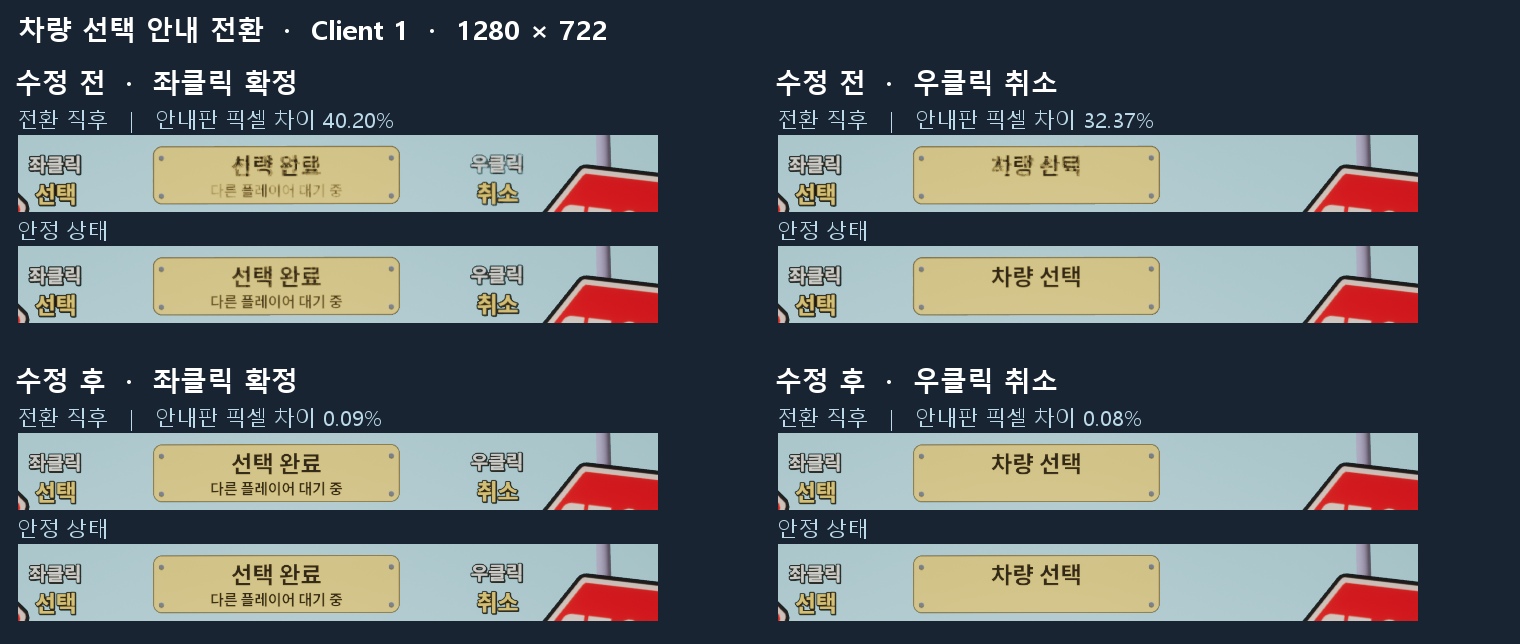 차량 선택 안내 전환 · Client 1 · 1280 × 722
수정 전 · 좌클릭 확정
전환 직후 | 안내판 픽셀 차이 40.20%
좌클릭 우클릭
선택 취소
다른 플레이어 대기 중
안정 상태
좌클릭 선택 완료 우클릭
선택 다른 플레이어 대기 중 취소
수정 전 · 우클릭 취소
전환 직후 | 안내판 픽셀 차이 32.37%
좌클릭
선택
안정 상태
좌클릭 차량 선택
선택
수정 후 · 좌클릭 확정
전환 직후 | 안내판 픽셀 차이 0.09%
좌클릭 선택 완료 우클릭
선택 다른 플레이어 대기 중 취소
안정 상태
좌클릭 선택 완료 우클릭
선택 다른 플레이어 대기 중 취소
수정 후 · 우클릭 취소
전환 직후 | 안내판 픽셀 차이 0.08%
좌클릭 차량 선택
선택
안정 상태
좌클릭 차량 선택
선택